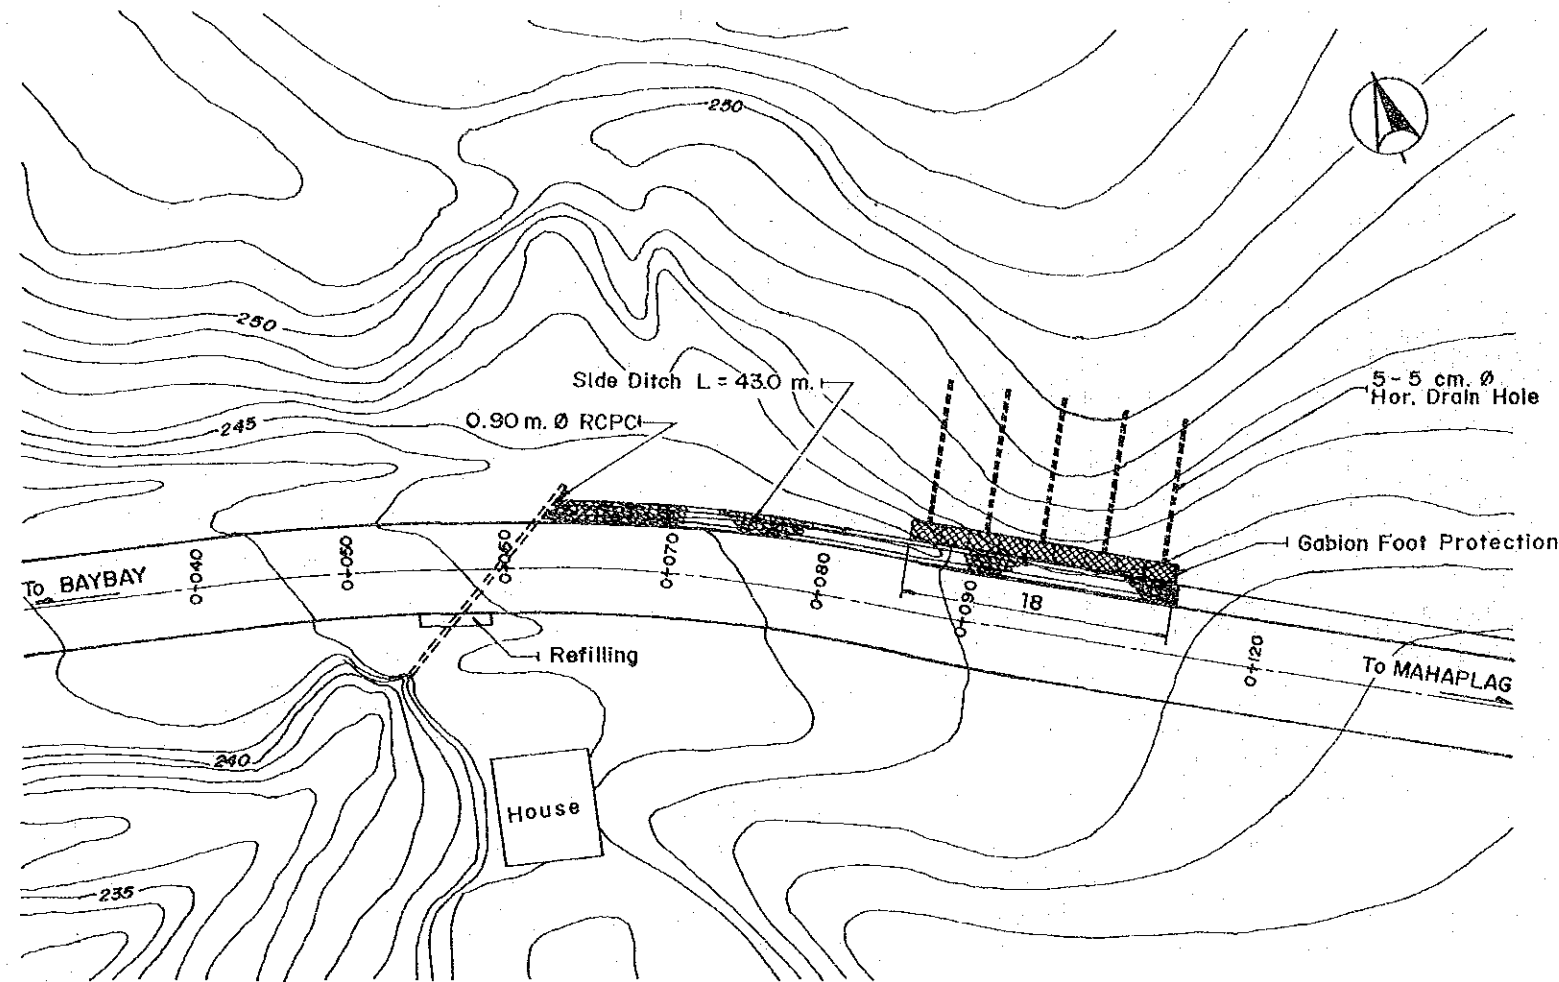 250
250
Side Ditch L = 43.0 m.
5-5 cm. Ø
Hor. Drain Hole
245
0.90 m. Ø RCPC
Gabion Foot Protection
To BAYBAY
0+040
0+050
0+060
0+070
0+080
0+090
18
0+120
Refilling
To MAHAPLAG
240
House
235